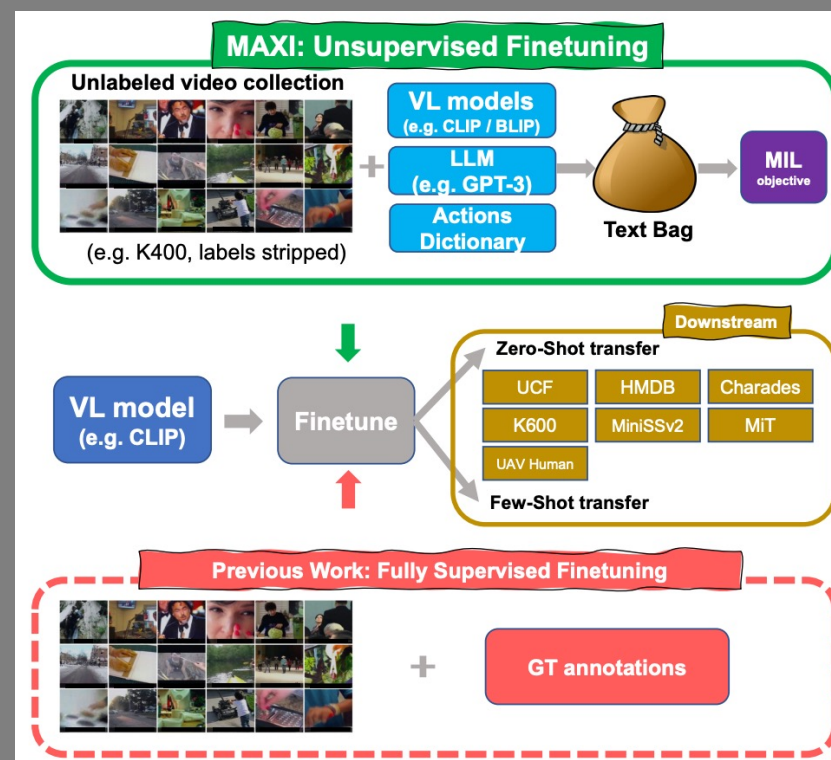 MAXI: Unsupervised Finetuning
Unlabeled video collection
(e.g. K400, labels stripped)
+
VL models
(e.g. CLIP / BLIP)
LLM
(e.g. GPT-3)
Actions
Dictionary
Text Bag
MIL
objective
VL model
(e.g. CLIP)
Finetune
Downstream
Zero-Shot transfer
UCF
HMDB
Charades
K600
MiniSSv2
MiT
UAV Human
Few-Shot transfer
Previous Work: Fully Supervised Finetuning
+
GT annotations